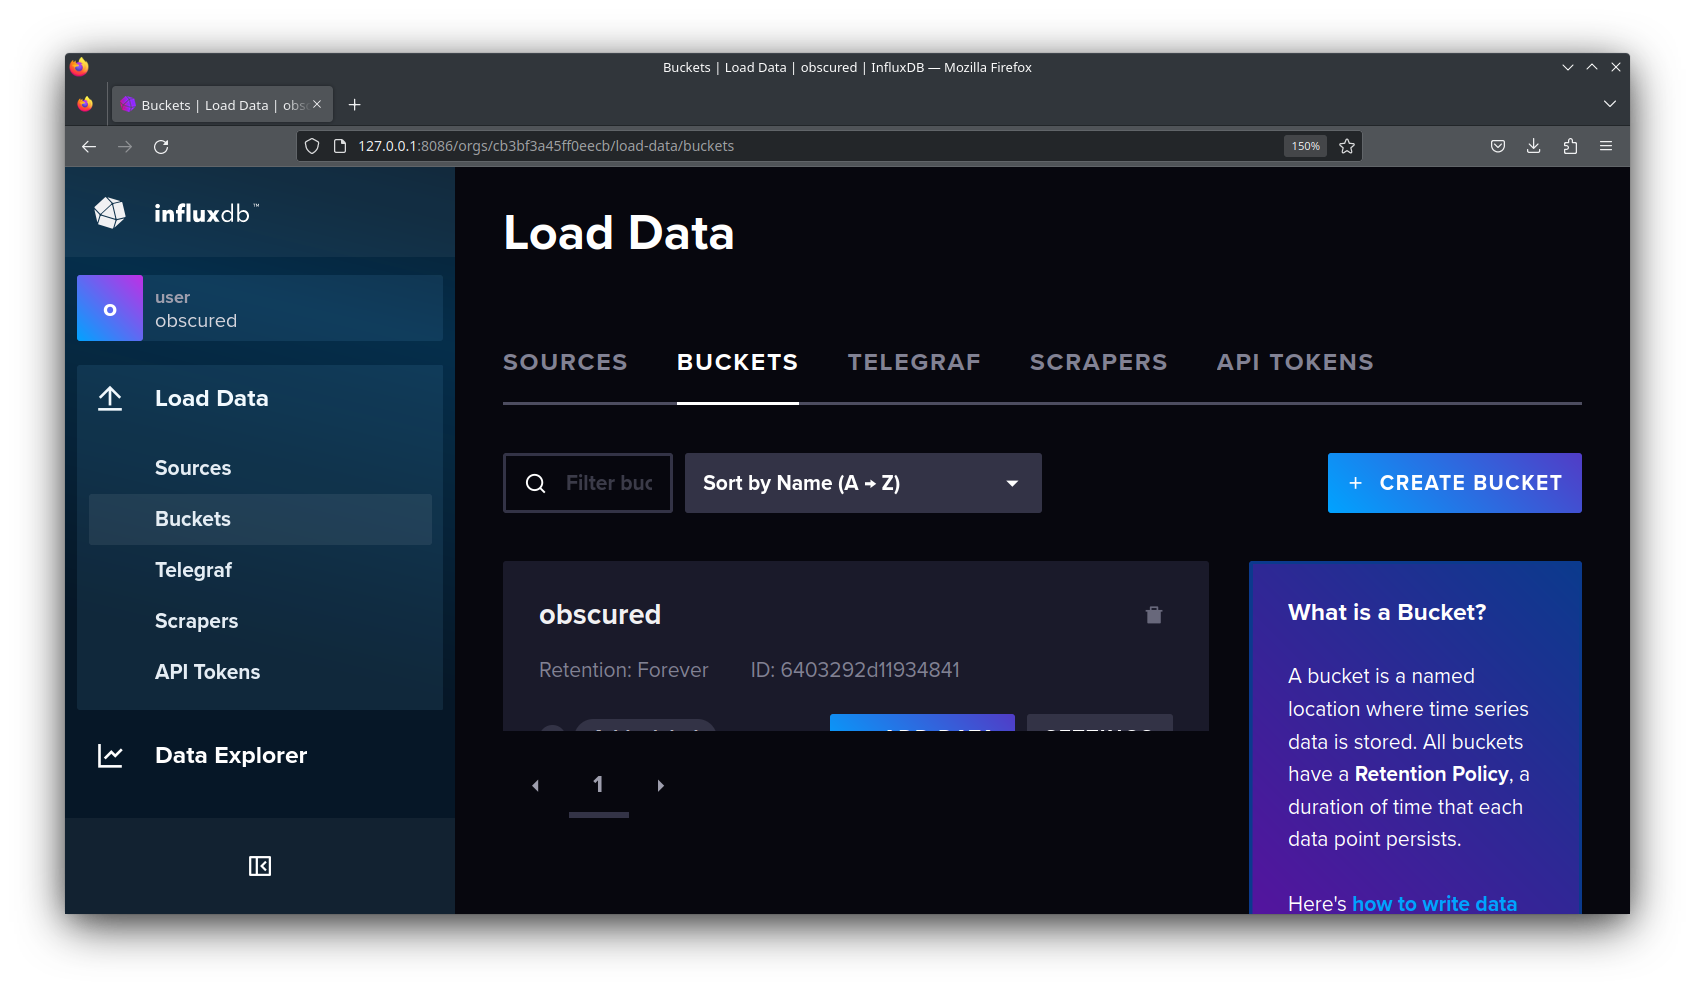 Buckets | Load Data | obscured | InfluxDB — Mozilla Firefox
Buckets | Load Data | obs
127.0.0.1:8086/orgs/cb3bf3a45ff0eecb/load-data/buckets
150%
influxdb™
o
user
obscured
Load Data
Sources
Buckets
Telegraf
Scrapers
API Tokens
Data Explorer
Load Data
SOURCES
BUCKETS
TELEGRAF
SCRAPERS
API TOKENS
Filter buc
Sort by Name (A → Z)
+ CREATE BUCKET
obscured
Retention: Forever
ID: 6403292d11934841
ADD DATA
SETTINGS
1
What is a Bucket?
A bucket is a named
location where time series
data is stored. All buckets
have a Retention Policy, a
duration of time that each
data point persists.
Here's how to write data